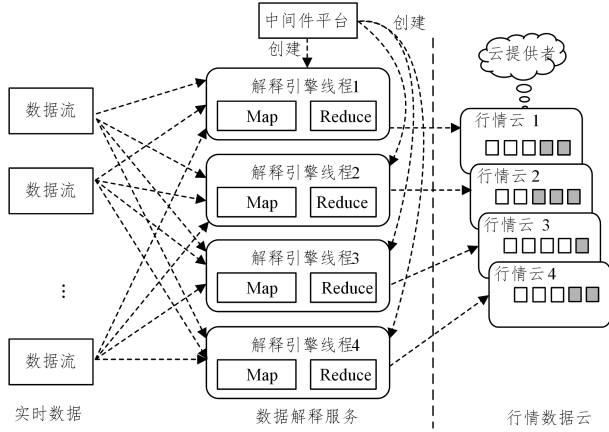 中间件平台
创建
创建
云提供者
数据流
数据流
⋮
数据流
解释引擎线程1
Map
Reduce
解释引擎线程2
Map
Reduce
解释引擎线程3
Map
Reduce
解释引擎线程4
Map
Reduce
行情云 1
行情云 2
行情云 3
行情云 4
实时数据
数据解释服务
行情数据云